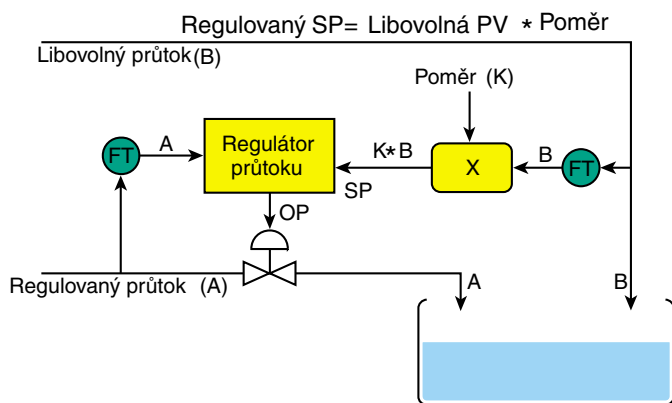 Regulovaný SP= Libovolná PV * Poměr
Libovolný průtok (B)
Poměr (K)
FT
A
Regulátor
průtoku
K*B
SP
X
B
FT
OP
Regulovaný průtok (A)
A
B